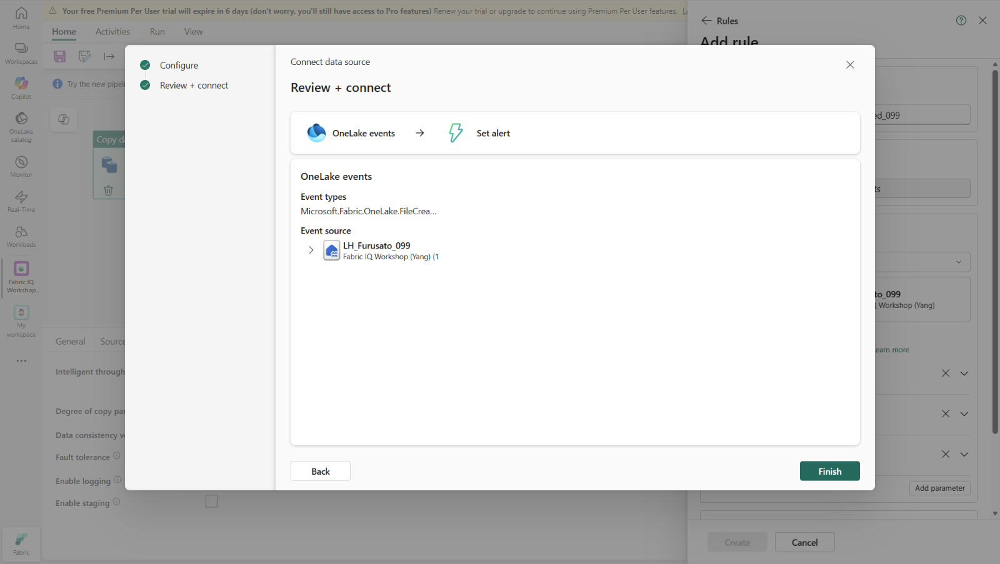 Your free Premium Per User trial will expire in 6 days (don't worry, you'll still have access to Pro features) Renew your trial or upgrade to continue using Premium Per User features.
Home
Workspaces
Copilot
OneLake
catalog
Monitor
Real-Time
Workloads
Fabric IQ
Workshop...
My
workspace
Fabric
Home
Activities
Run
View
Try the new pipeli
Copy da
General
Source
Intelligent through
Degree of copy par
Data consistency ve
Fault tolerance
Enable logging
Enable staging
Configure
Review + connect
Connect data source
Review + connect
OneLake events
Set alert
OneLake events
Event types
Microsoft.Fabric.OneLake.FileCrea...
Event source
LH_Furusato_099
Fabric IQ Workshop (Yang) (1
Back
Finish
Rules
Add rule
ed_099
ts
to_099
Workshop (Yang)
earn more
Add parameter
Create
Cancel